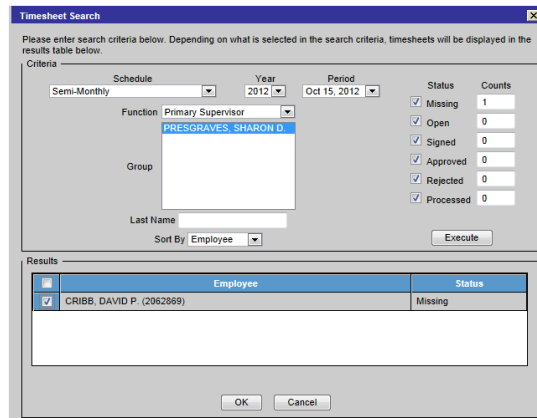 Timesheet Search
Please enter search criteria below. Depending on what is selected in the search criteria, timesheets will be displayed in the
results table below.
Criteria
Schedule Year Period
Semi-Monthly 2012 Oct 15, 2012
Function Primary Supervisor
PRESGRAVES, SHARON D.
Group
Last Name
Sort By Employee
Status Counts
Missing 1
Open 0
Signed 0
Approved 0
Rejected 0
Processed 0
Execute
Results
Employee Status
CRIBB, DAVID P. (2062869) Missing
OK Cancel